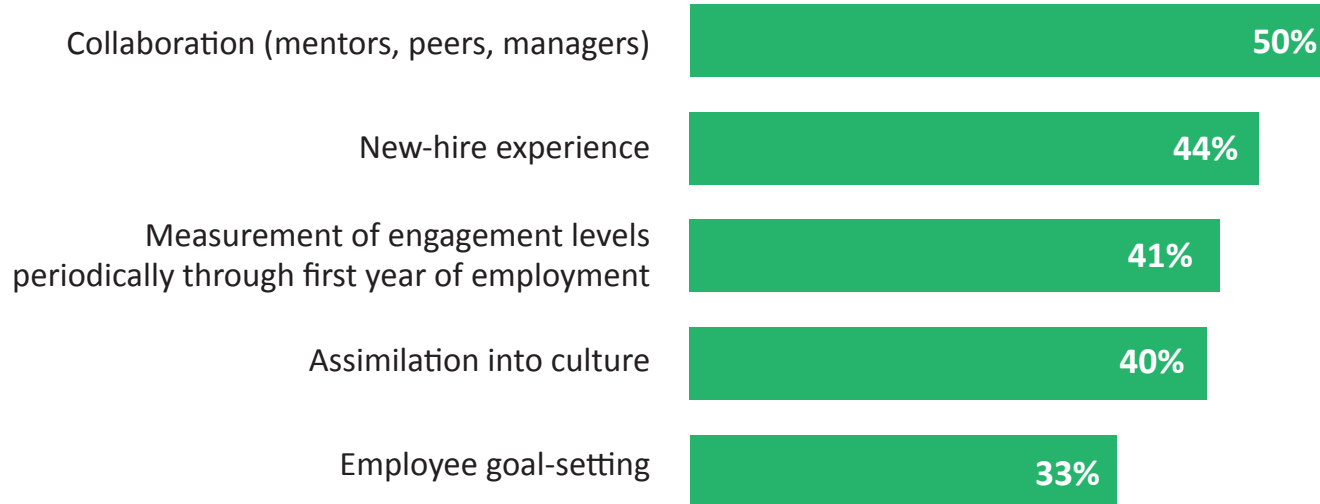 Collaboration (mentors, peers, managers)
50%
New-hire experience
44%
Measurement of engagement levels
periodically through first year of employment
41%
Assimilation into culture
40%
Employee goal-setting
33%